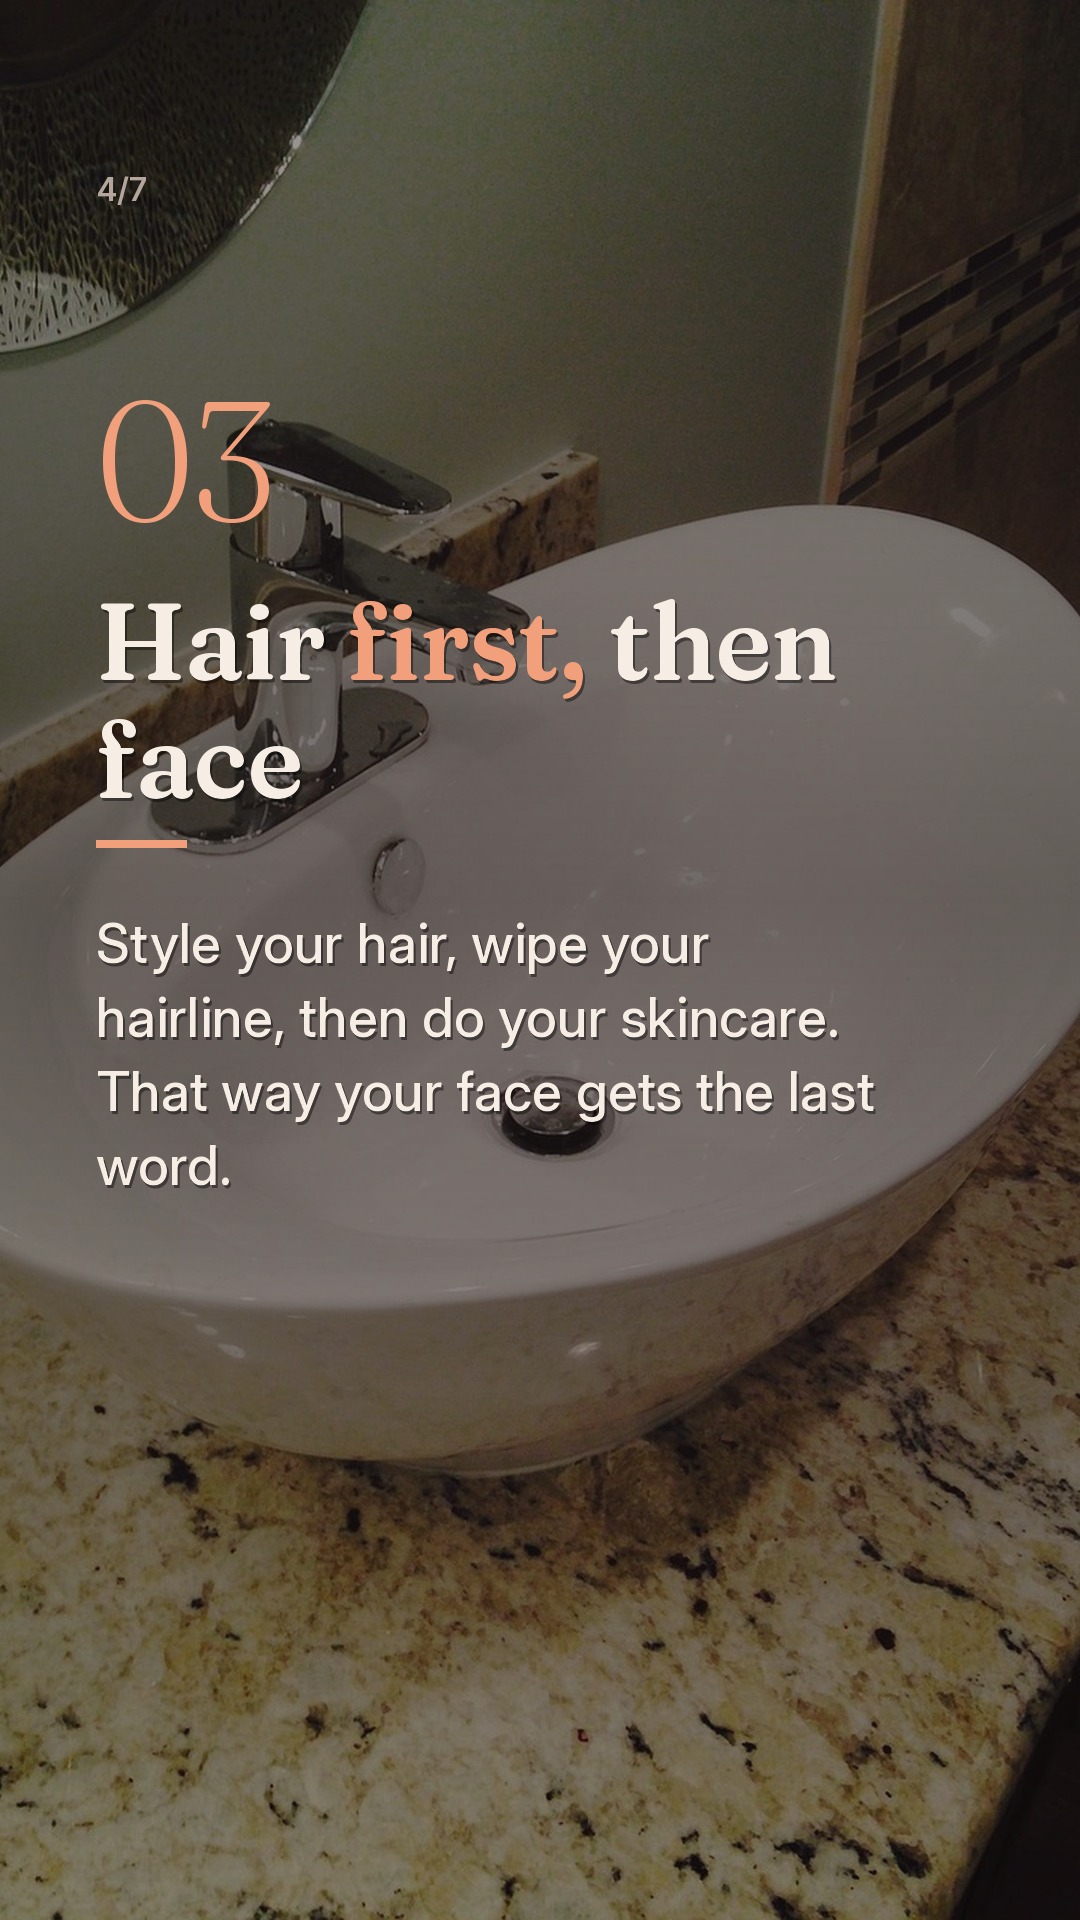 4/7
03
Hair first, then
face
Style your hair, wipe your
hairline, then do your skincare.
That way your face gets the last
word.